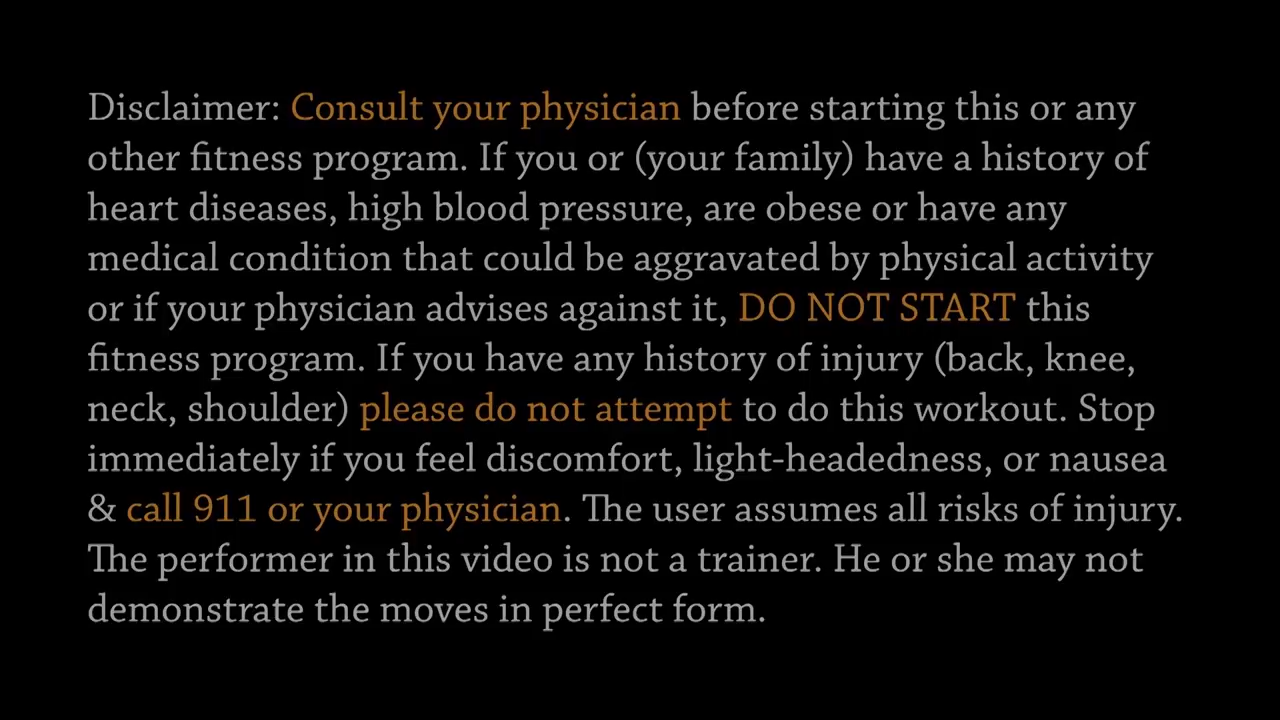 Disclaimer: Consult your physician before starting this or any
other fitness program. If you or (your family) have a history of
heart diseases, high blood pressure, are obese or have any
medical condition that could be aggravated by physical activity
or if your physician advises against it, DO NOT START this
fitness program. If you have any history of injury (back, knee,
neck, shoulder) please do not attempt to do this workout. Stop
immediately if you feel discomfort, light-headedness, or nausea
& call 911 or your physician. The user assumes all risks of injury.
The performer in this video is not a trainer. He or she may not
demonstrate the moves in perfect form.